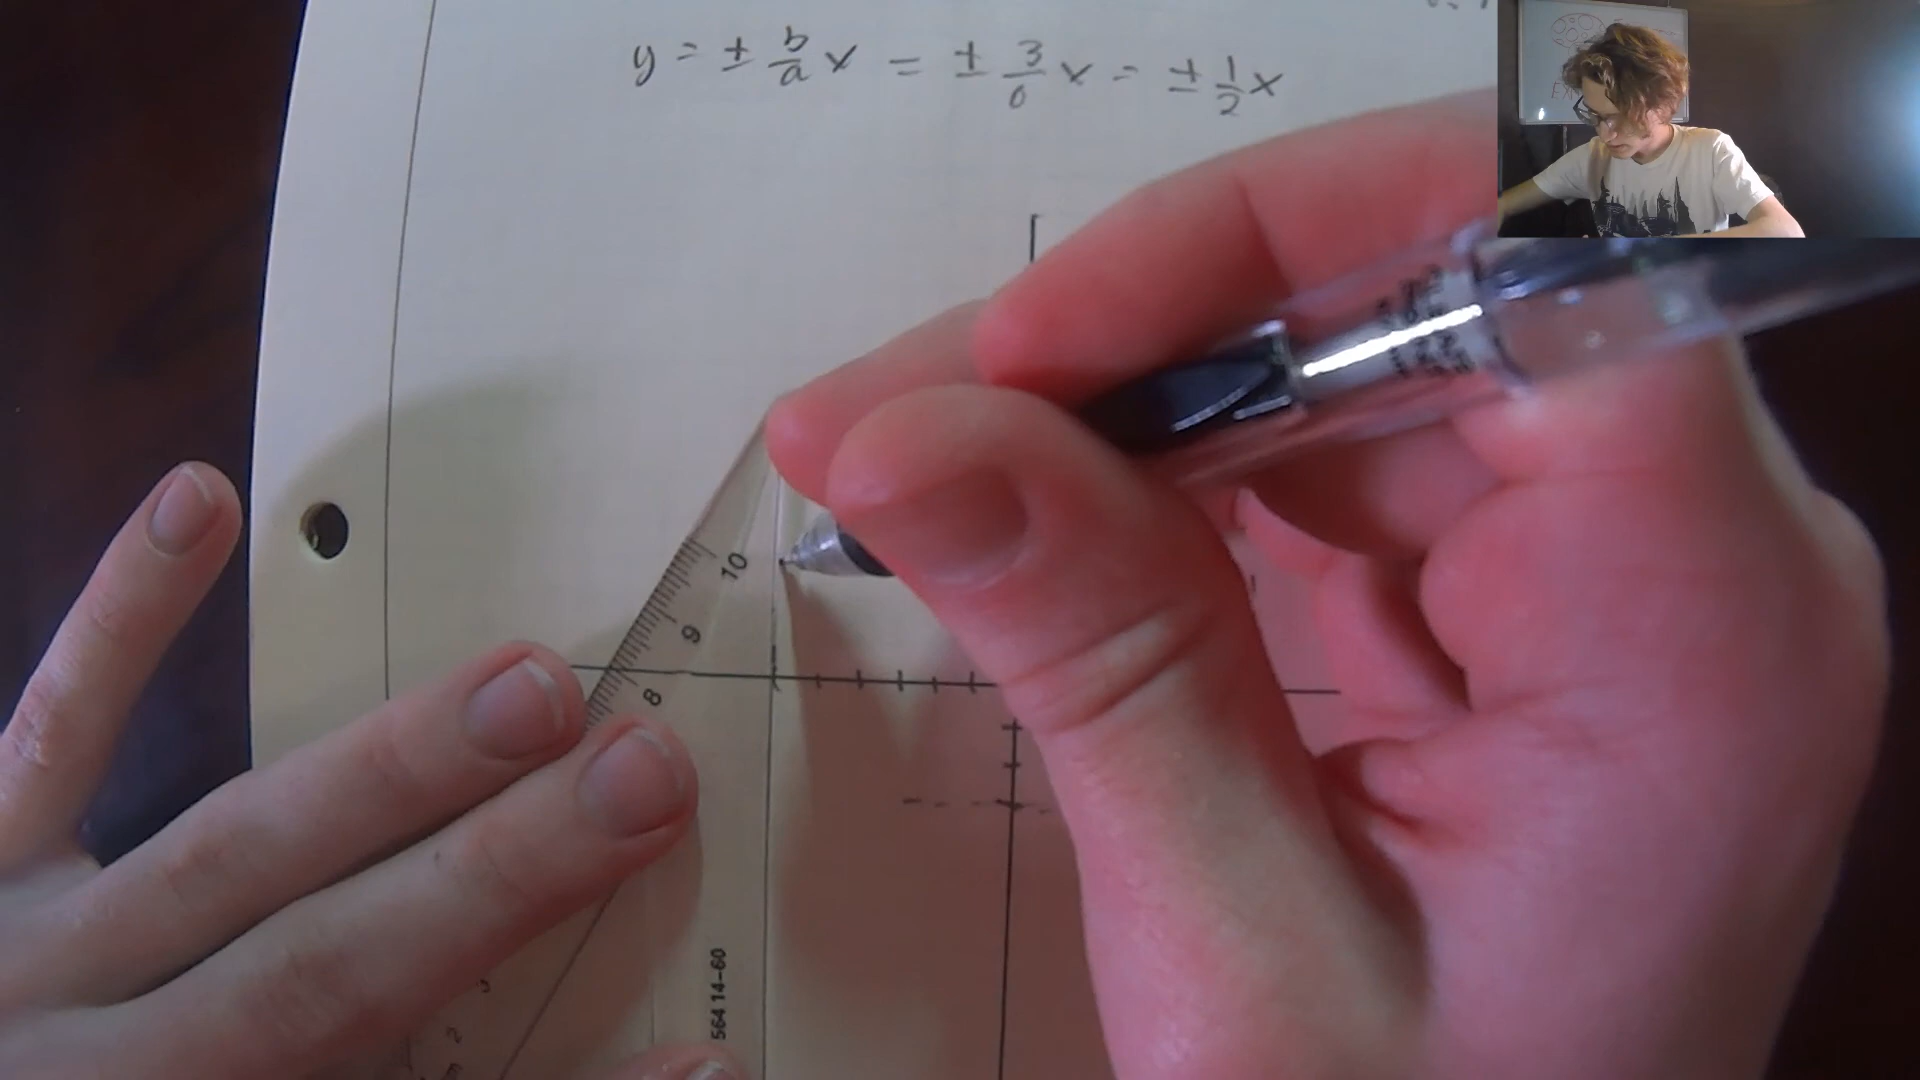 y = ± b/a x = ± 3/6 x = ± 1/2 x
10
9
8
564 14-60